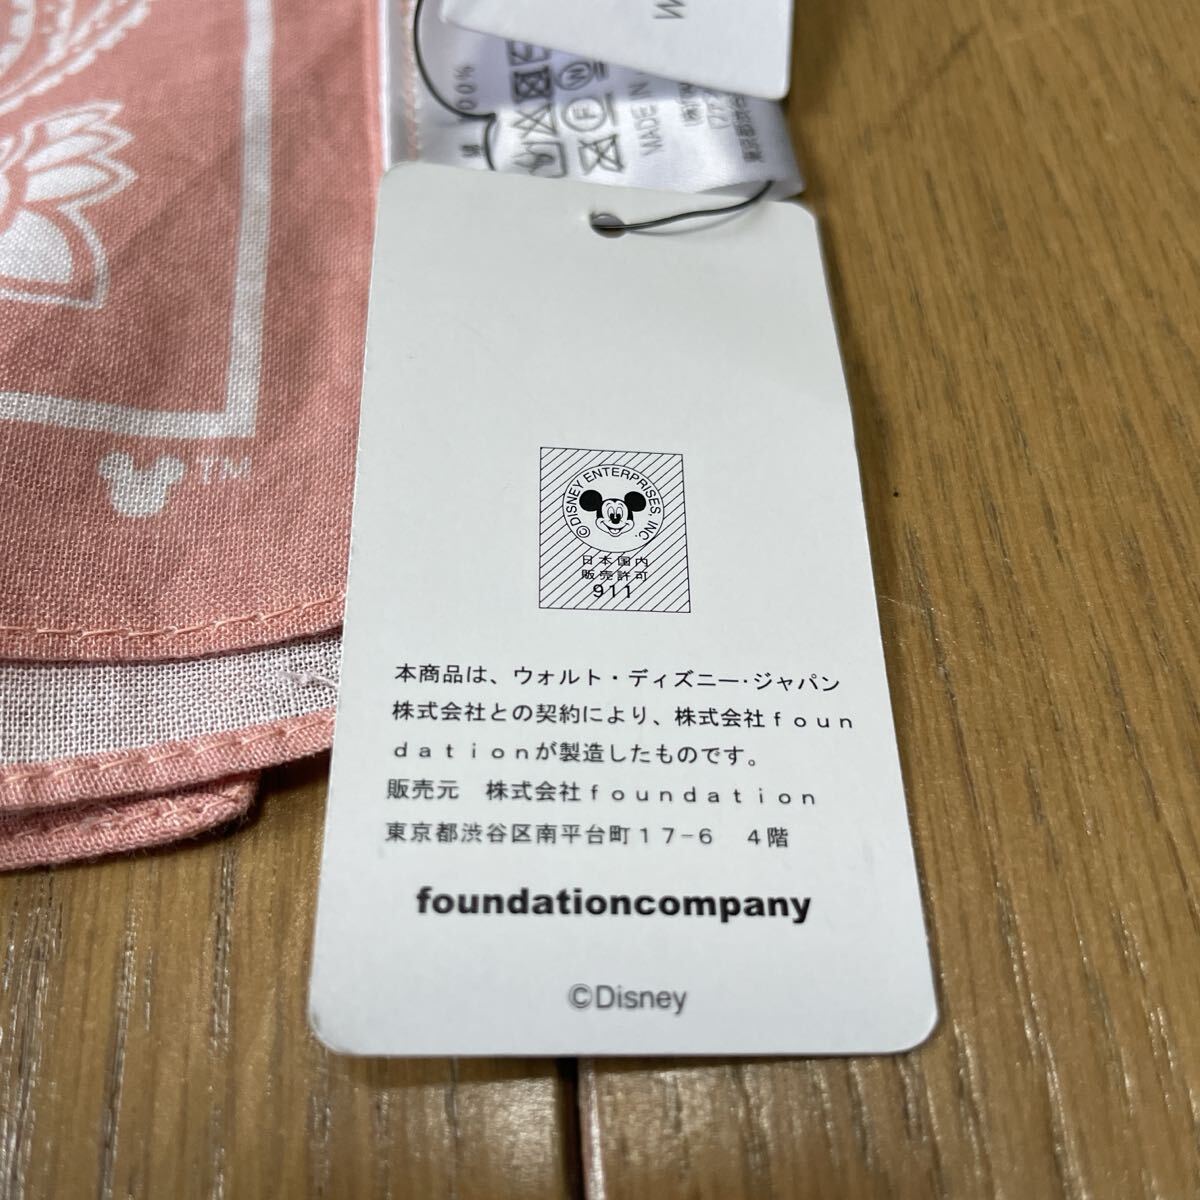 TM
MADE IN
©DISNEY ENTERPRISES, INC.
日本国内
販売許可
911
本商品は、ウォルト・ディズニー・ジャパン
株式会社との契約により、株式会社ｆｏｕｎ
ｄａｔｉｏｎが製造したものです。
販売元　株式会社ｆｏｕｎｄａｔｉｏｎ
東京都渋谷区南平台町１７−６　４階
foundationcompany
©Disney